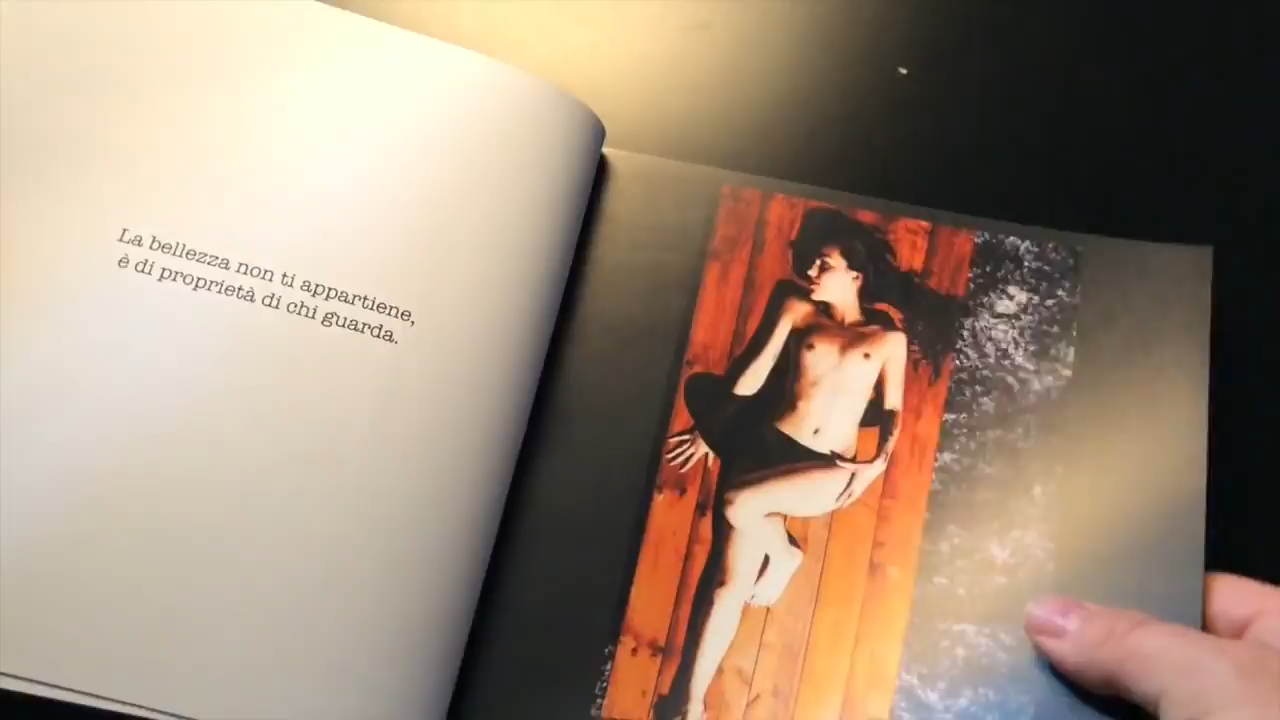 La bellezza non ti appartiene,
è di proprietà di chi guarda.